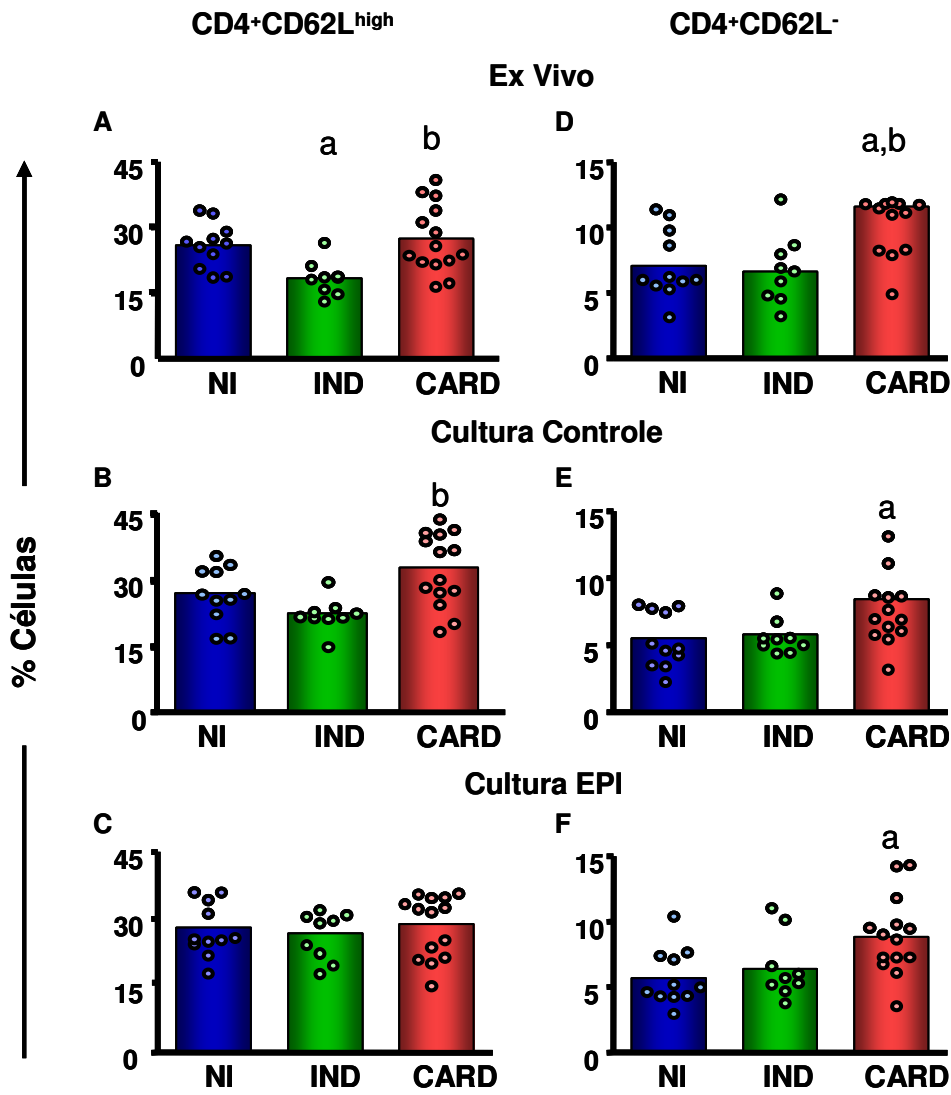 CD4⁺CD62Lʰⁱᵍʰ
CD4⁺CD62L⁻
Ex Vivo
A
a
b
45
30
15
0
NI
IND
CARD
D
a,b
15
10
5
0
NI
IND
CARD
Cultura Controle
B
b
45
30
15
0
NI
IND
CARD
E
a
15
10
5
0
NI
IND
CARD
Cultura EPI
C
45
30
15
0
NI
IND
CARD
F
a
15
10
5
0
NI
IND
CARD
% Células